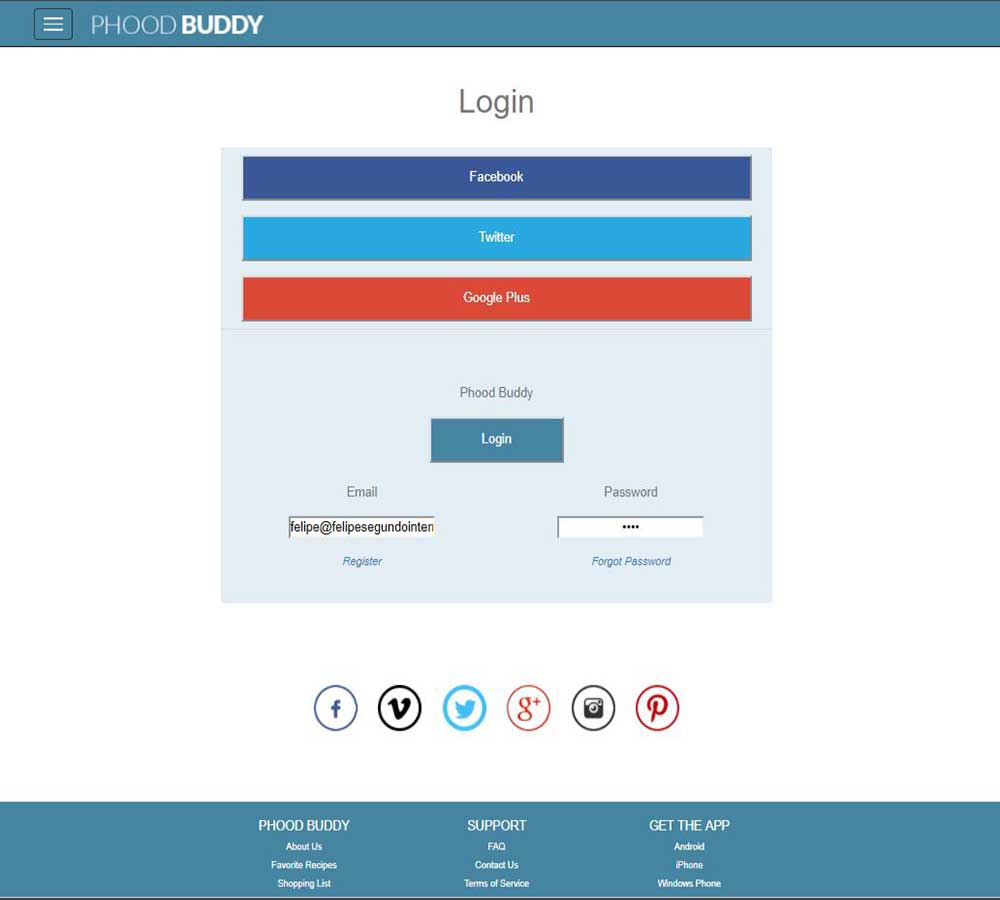 PHOOD BUDDY
Login
Facebook
Twitter
Google Plus
Phood Buddy
Login
Email Password
felipe@felipesegundointer ••••
Register Forgot Password
PHOOD BUDDY SUPPORT GET THE APP
About Us FAQ Android
Favorite Recipes Contact Us iPhone
Shopping List Terms of Service Windows Phone